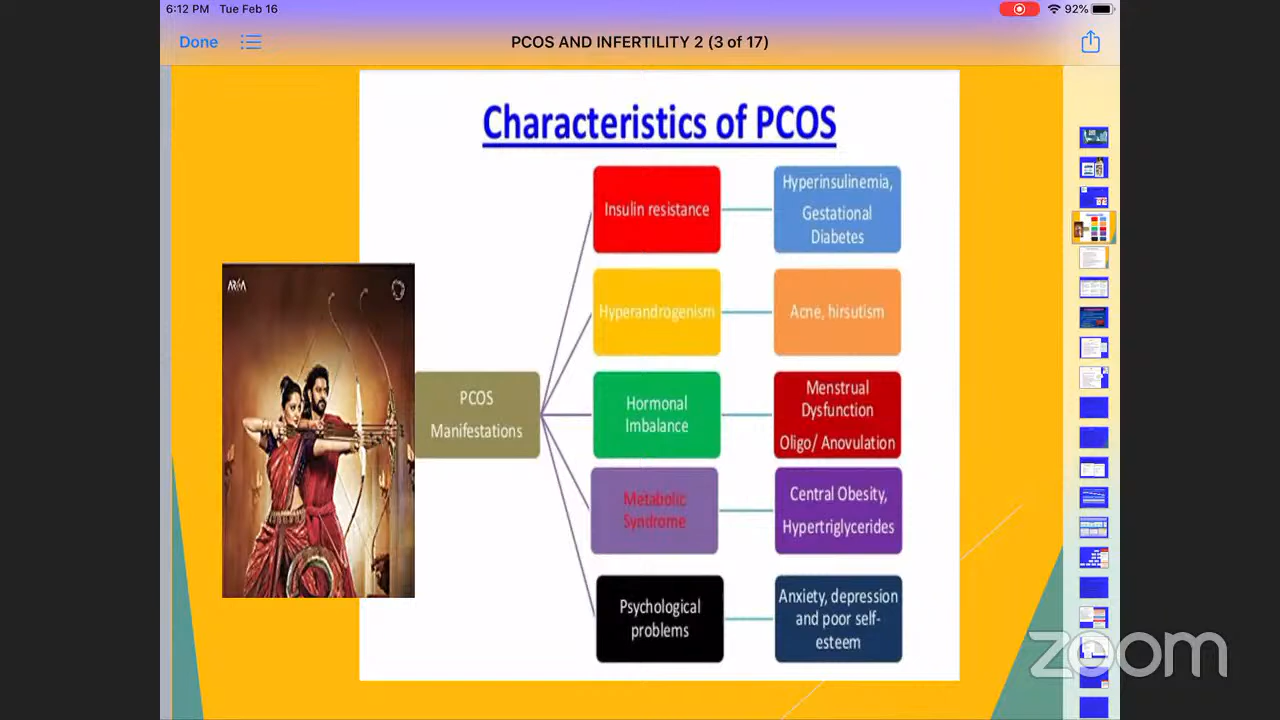 6:12 PM Tue Feb 16
92%
Done
PCOS AND INFERTILITY 2 (3 of 17)
Characteristics of PCOS
PCOS
Manifestations
Insulin resistance
Hyperinsulinemia,
Gestational
Diabetes
Hyperandrogenism
Acne, hirsutism
Hormonal
Imbalance
Menstrual
Dysfunction
Oligo/ Anovulation
Metabolic
Syndrome
Central Obesity,
Hypertriglycerides
Psychological
problems
Anxiety, depression
and poor self-
esteem
zoom